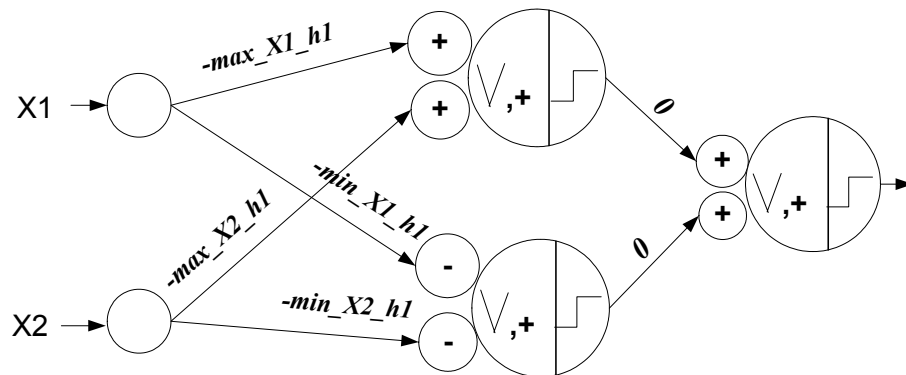 -max_X1_h1
+
+
V,+
X1
0
-min_X1_h1
+
+
V,+
-max_X2_h1
0
-
-min_X2_h1
-
V,+
X2